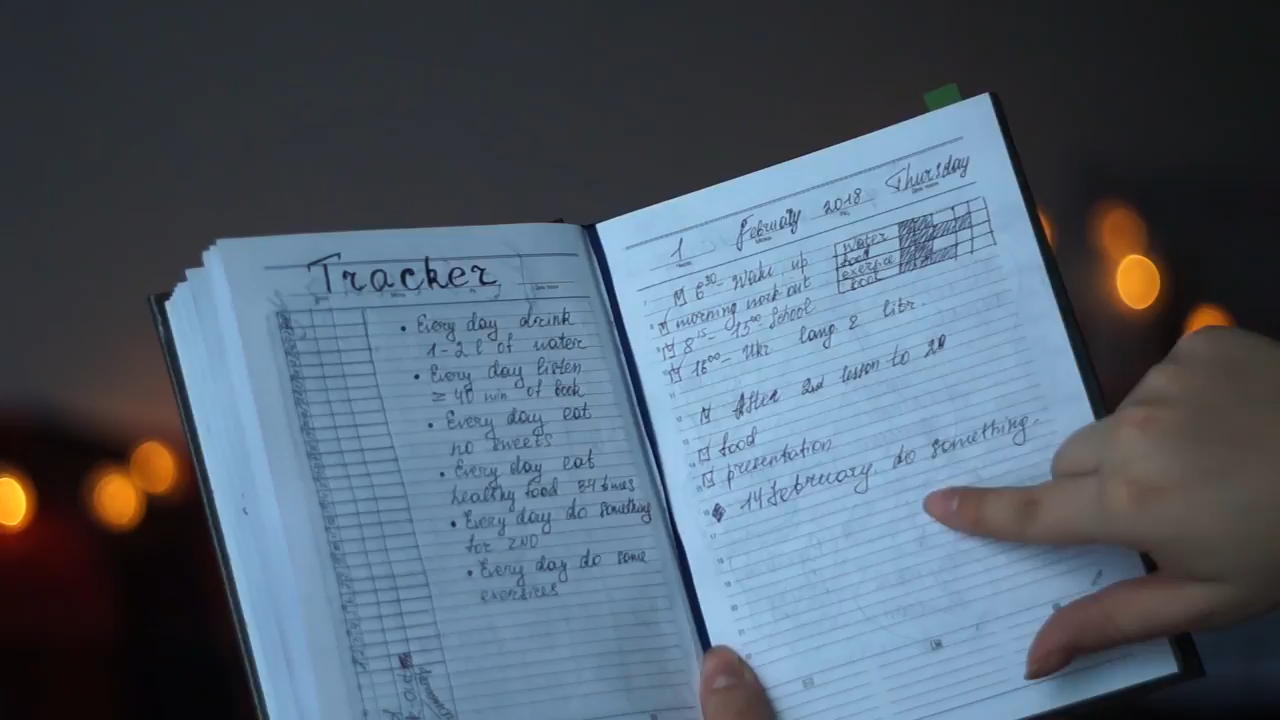 Tracker
• Every day drink
1-2 l of water
• Every day listen
≥ 40 min of book
• Every day eat
no sweets
• Every day eat
healthy food 3-4 times
• Every day do something
for ZNO
• Every day do some
exersices
1 February 2018 Thursday
water
food
exercise
book
6³⁰- Wake up
morning work out
8¹⁵- 15⁰⁰ School
16⁰⁰- Ukr lang & litr.
After 2nd lesson to 20
food
presentation
14 february do something.